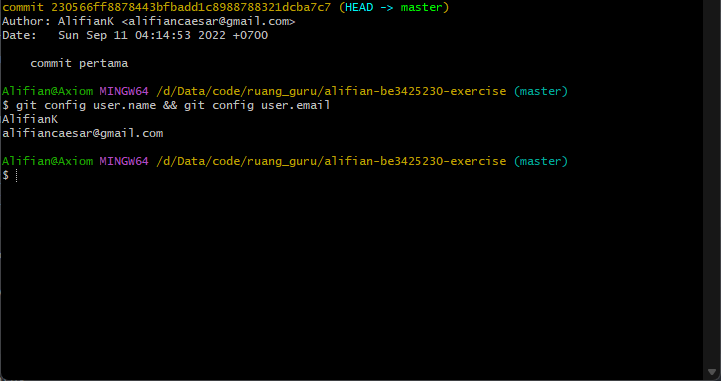 commit 230566ff8878443bfbadd1c8988788321dcba7c7 (HEAD -> master)
Author: AlifianK <alifiancaesar@gmail.com>
Date:   Sun Sep 11 04:14:53 2022 +0700
    commit pertama
Alifian@Axiom MINGW64 /d/Data/code/ruang_guru/alifian-be3425230-exercise (master)
$ git config user.name && git config user.email
AlifianK
alifiancaesar@gmail.com
Alifian@Axiom MINGW64 /d/Data/code/ruang_guru/alifian-be3425230-exercise (master)
$